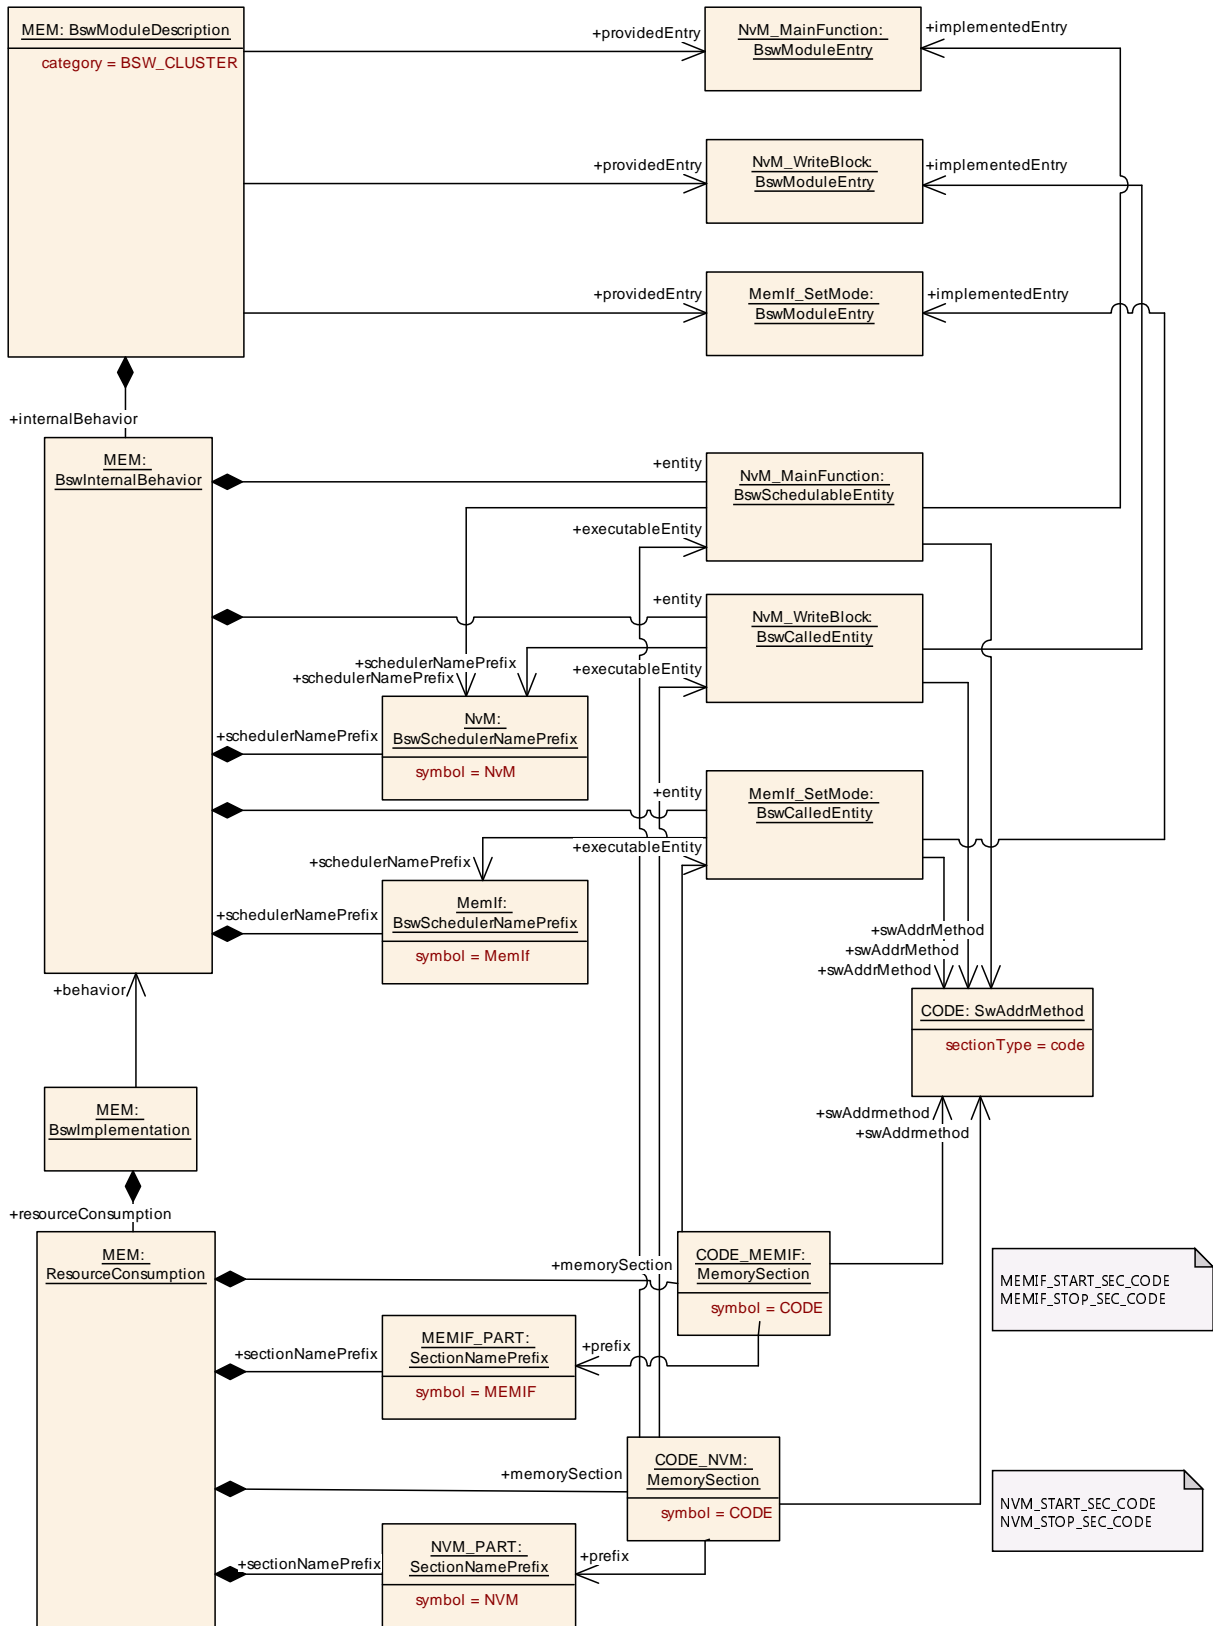 MEM: BswModuleDescription
category = BSW_CLUSTER
+providedEntry
NvM_MainFunction:
BswModuleEntry
+implementedEntry
+providedEntry
NvM_WriteBlock:
BswModuleEntry
+implementedEntry
+providedEntry
MemIf_SetMode:
BswModuleEntry
+implementedEntry
+internalBehavior
MEM:
BswInternalBehavior
+entity
NvM_MainFunction:
BswSchedulableEntity
+executableEntity
+entity
NvM_WriteBlock:
BswCalledEntity
+executableEntity
+schedulerNamePrefix
+schedulerNamePrefix
+schedulerNamePrefix
NvM:
BswSchedulerNamePrefix
symbol = NvM
+entity
MemIf_SetMode:
BswCalledEntity
+executableEntity
+schedulerNamePrefix
+schedulerNamePrefix
MemIf:
BswSchedulerNamePrefix
symbol = MemIf
+swAddrMethod
+swAddrMethod
+swAddrMethod
+behavior
CODE: SwAddrMethod
sectionType = code
MEM:
BswImplementation
+swAddrmethod
+swAddrmethod
+resourceConsumption
MEM:
ResourceConsumption
+memorySection
CODE_MEMIF:
MemorySection
symbol = CODE
MEMIF_START_SEC_CODE
MEMIF_STOP_SEC_CODE
+sectionNamePrefix
MEMIF_PART:
SectionNamePrefix
symbol = MEMIF
+prefix
+memorySection
CODE_NVM:
MemorySection
symbol = CODE
NVM_START_SEC_CODE
NVM_STOP_SEC_CODE
+sectionNamePrefix
NVM_PART:
SectionNamePrefix
symbol = NVM
+prefix